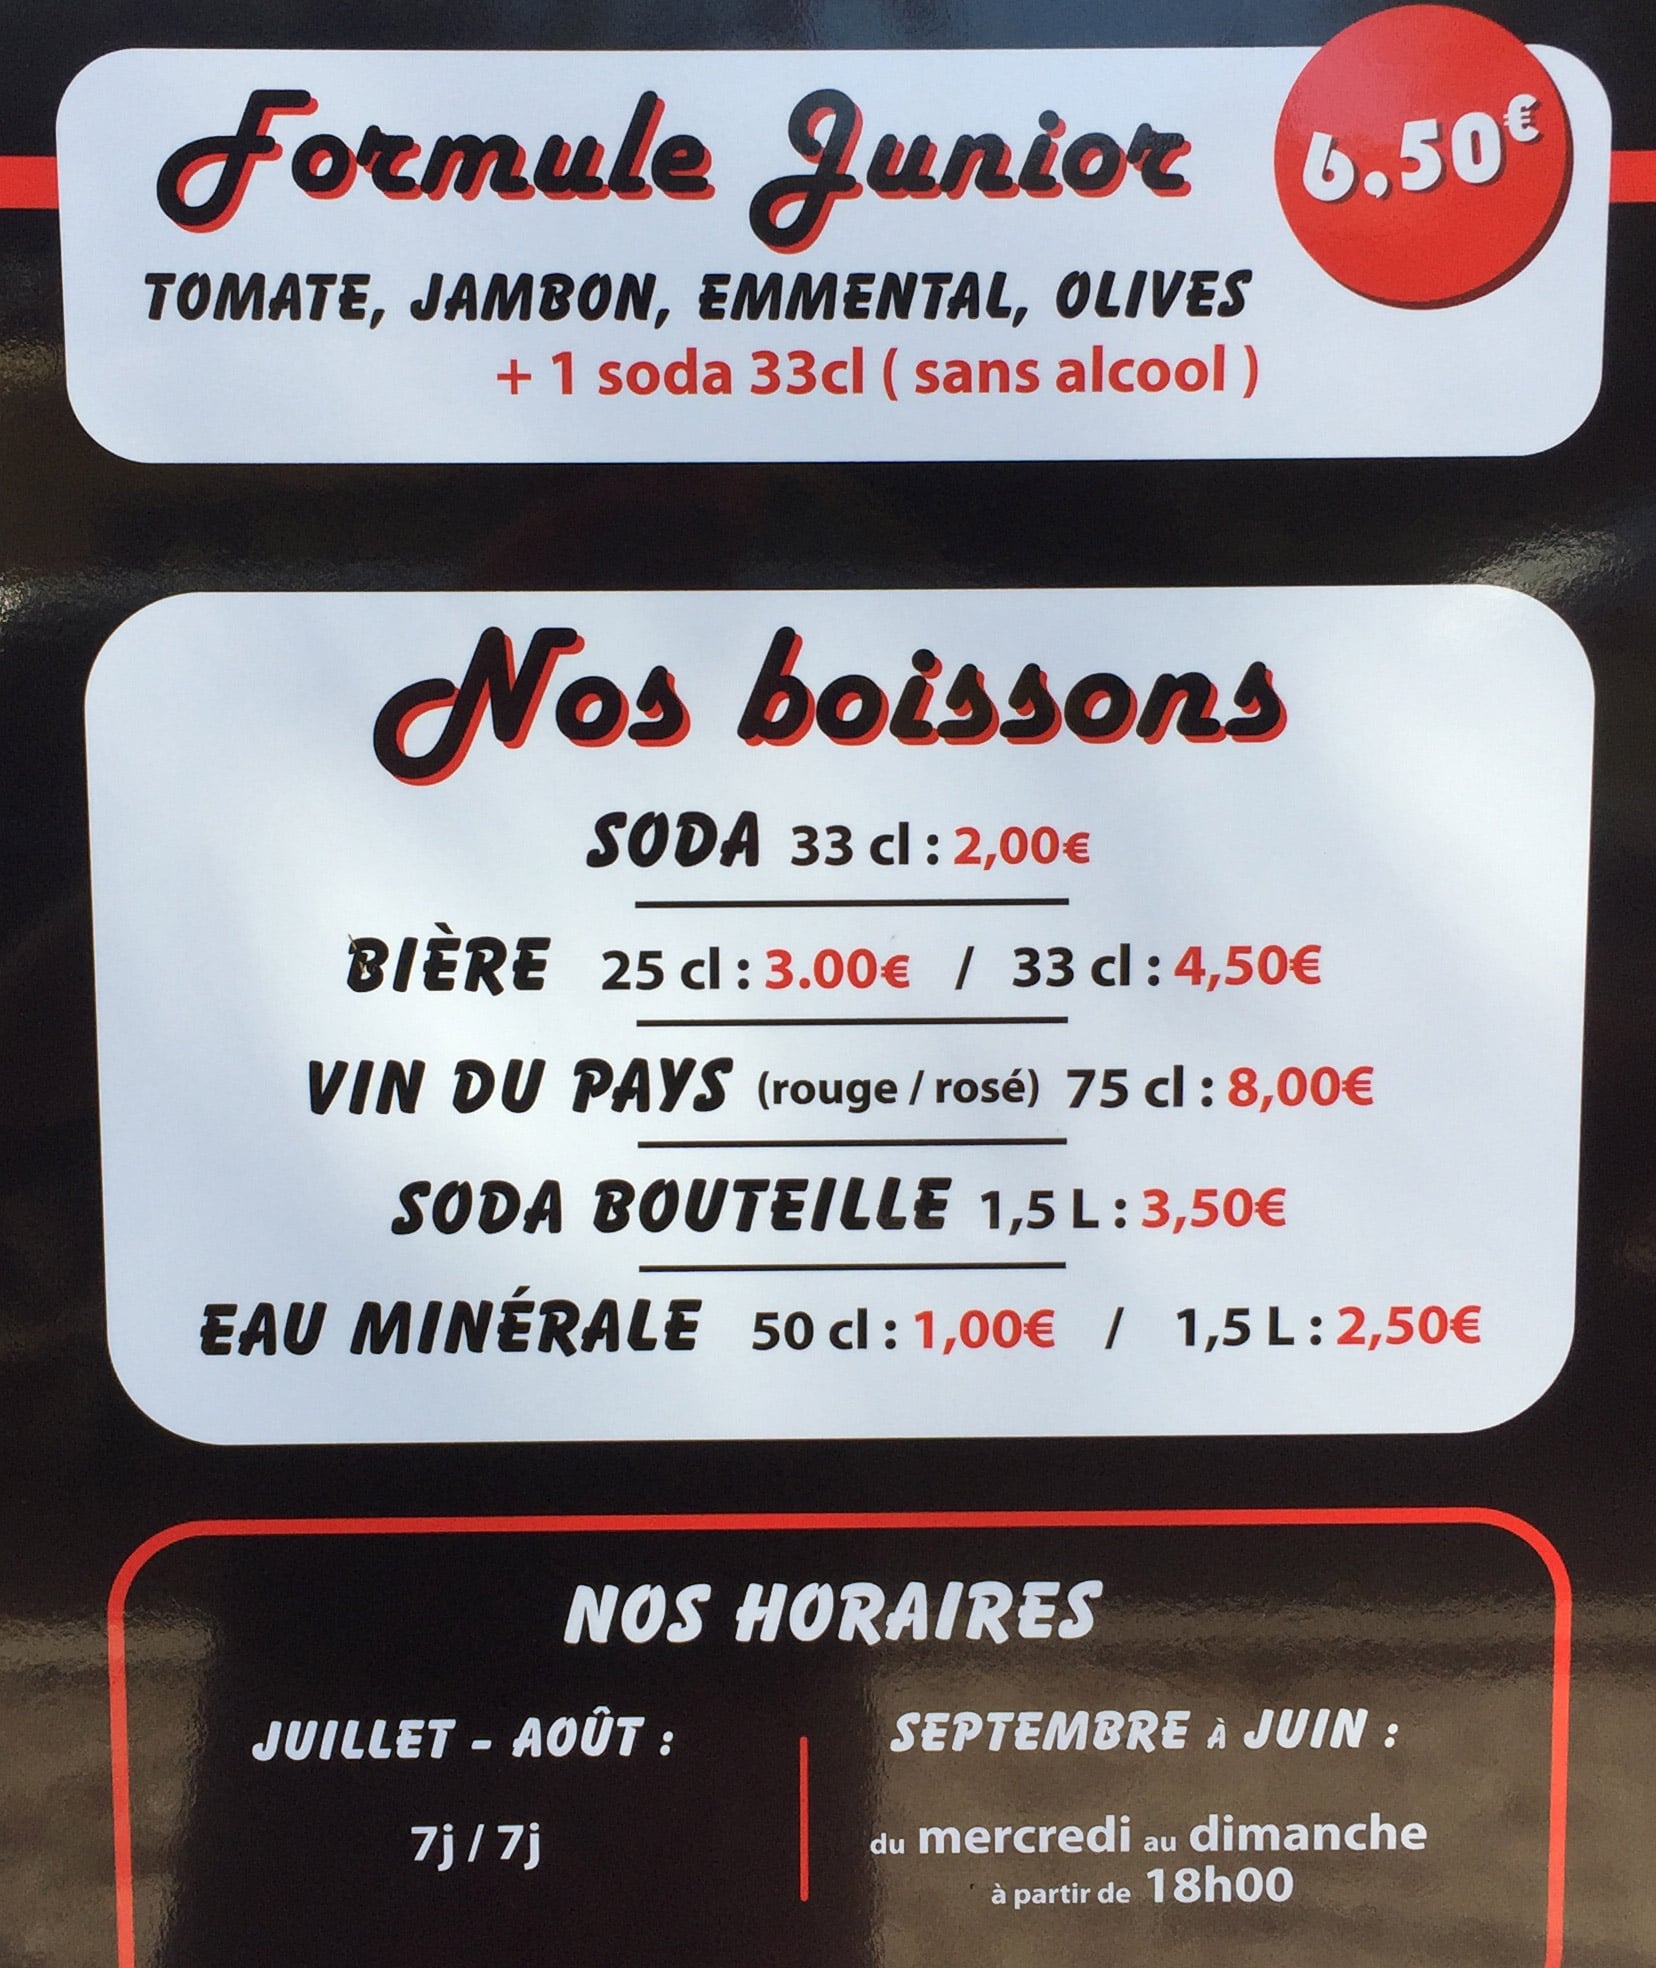 Formule Junior
6.50€
TOMATE, JAMBON, EMMENTAL, OLIVES
+ 1 soda 33cl ( sans alcool )
Nos boissons
SODA 33 cl : 2,00€
BIÈRE 25 cl : 3.00€ / 33 cl : 4,50€
VIN DU PAYS (rouge / rosé) 75 cl : 8,00€
SODA BOUTEILLE 1,5 L : 3,50€
EAU MINÉRALE 50 cl : 1,00€ / 1,5 L : 2,50€
NOS HORAIRES
JUILLET - AOÛT :
7j / 7j
SEPTEMBRE À JUIN :
du mercredi au dimanche
à partir de 18h00